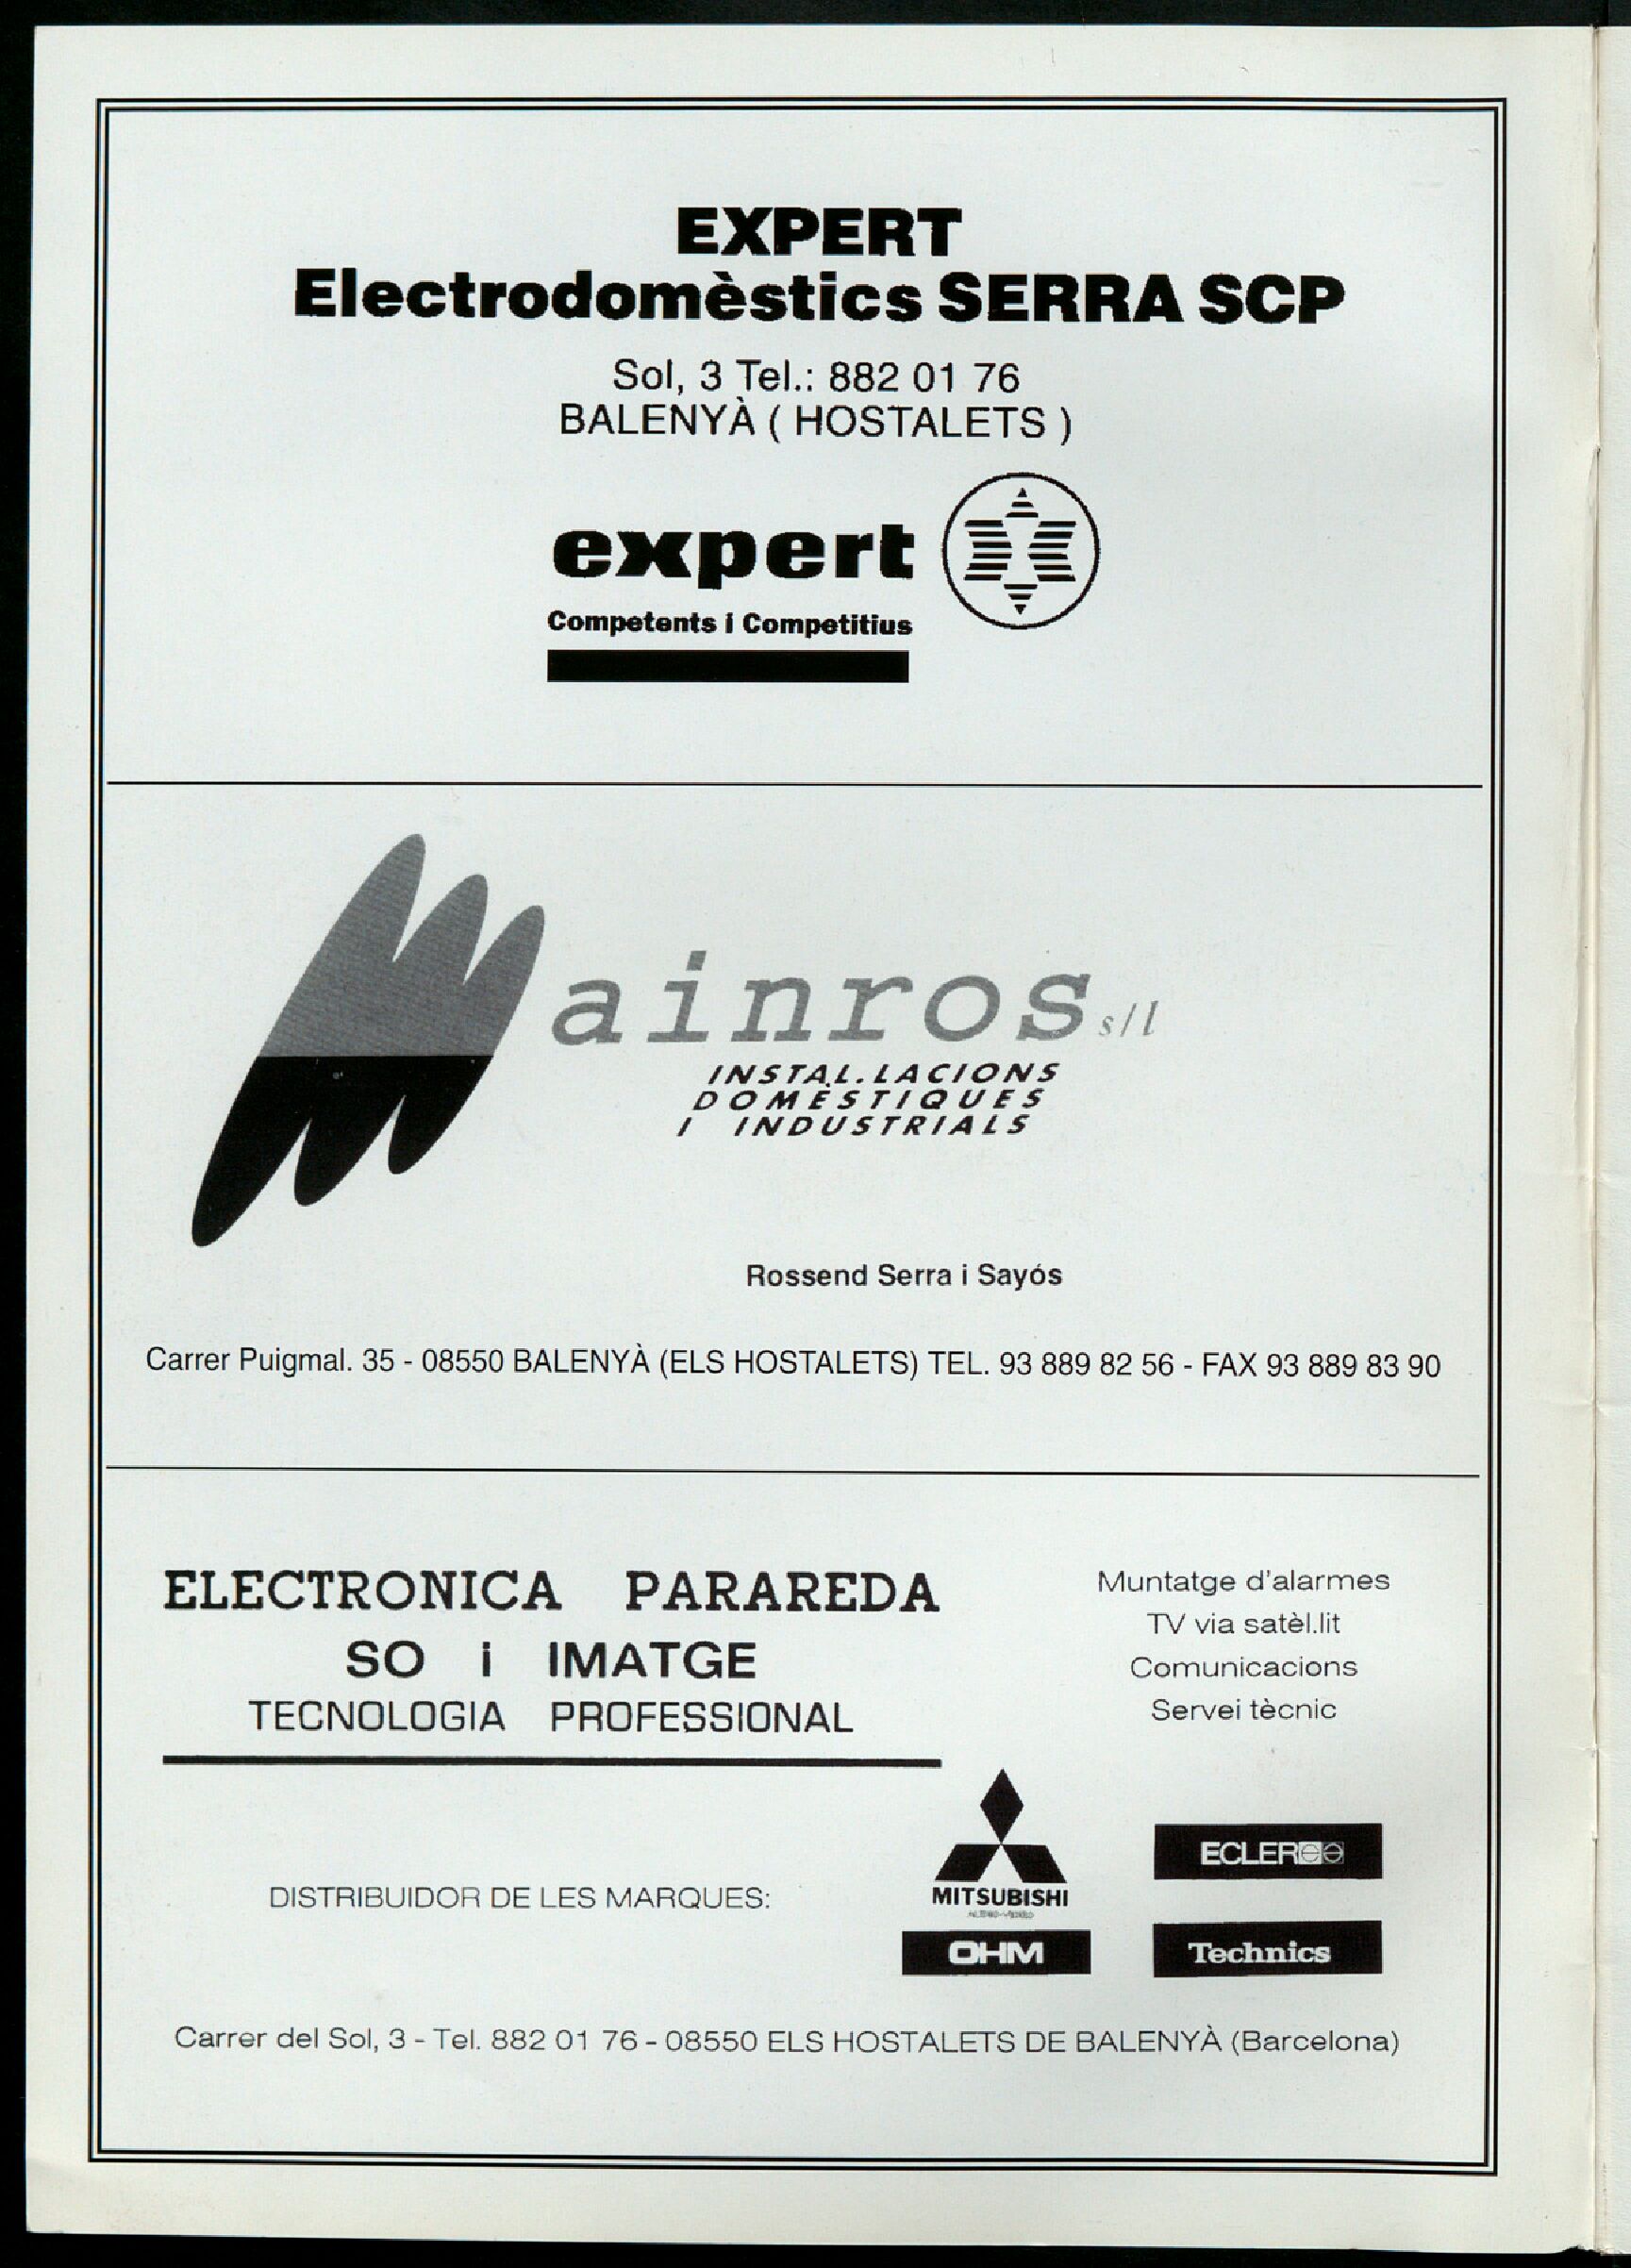 EXPERT
Electrodomèstics SERRA SCP
Sol, 3 Tel.: 882 01 76
BALENYÀ ( HOSTALETS )
expert
Competents i Competitius
Mainros s/l
INSTAL.LACIONS
DOMÈSTIQUES
I INDUSTRIALS
Rossend Serra i Sayós
Carrer Puigmal. 35 - 08550 BALENYÀ (ELS HOSTALETS) TEL. 93 889 82 56 - FAX 93 889 83 90
ELECTRONICA PARAREDA
SO i IMATGE
TECNOLOGIA PROFESSIONAL
Muntatge d'alarmes
TV via satèl.lit
Comunicacions
Servei tècnic
DISTRIBUIDOR DE LES MARQUES:
MITSUBISHI
OHM
ECLER
Technics
Carrer del Sol, 3 - Tel. 882 01 76 - 08550 ELS HOSTALETS DE BALENYÀ (Barcelona)